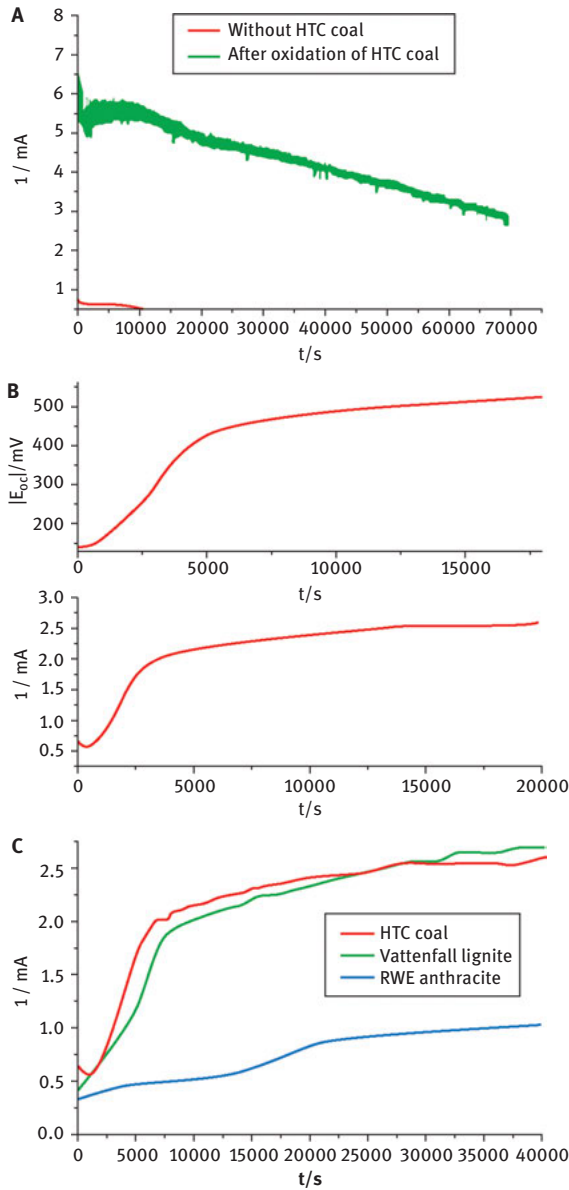 A
8
7
6
5
4
3
2
1
1 / mA
Without HTC coal
After oxidation of HTC coal
0 10000 20000 30000 40000 50000 60000 70000
t/s
B
500
400
300
200
|Eoc|/mV
0 5000 10000 15000
t/s
3.0
2.5
2.0
1.5
1.0
0.5
1 / mA
0 5000 10000 15000 20000
t/s
C
2.5
2.0
1.5
1.0
0.5
0.0
1 / mA
HTC coal
Vattenfall lignite
RWE anthracite
0 5000 10000 15000 20000 25000 30000 35000 40000
t/s